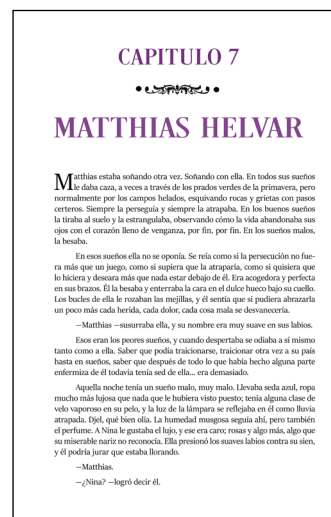 CAPITULO 7
MATTHIAS HELVAR
Matthias estaba soñando otra vez. Soñando con ella. En todos sus sueños
le daba caza, a veces a través de los prados verdes de la primavera, pero
normalmente por los campos helados, esquivando rocas y grietas con pasos
certeros. Siempre la perseguía y siempre la atrapaba. En los buenos sueños
la tiraba al suelo y la estrangulaba, observando cómo la vida abandonaba sus
ojos con el corazón lleno de venganza, por fin, por fin. En los sueños malos,
la besaba.
En esos sueños ella no se oponía. Se reía como si la persecución no fue-
ra más que un juego, como si supiera que la atraparía, como si quisiera que
lo hiciera y deseara más que nada estar debajo de él. Era acogedora y perfecta
en sus brazos. Él la besaba y enterraba la cara en el dulce hueco bajo su cuello.
Los bucles de ella le rozaban las mejillas, y él sentía que si pudiera abrazarla
un poco más cada herida, cada dolor, cada cosa mala se desvanecería.
—Matthias —susurraba ella, y su nombre era muy suave en sus labios.
Esos eran los peores sueños, y cuando despertaba se odiaba a sí mismo
tanto como a ella. Saber que podía traicionarse, traicionar otra vez a su país
hasta en sueños, saber que después de todo lo que había hecho alguna parte
enfermiza de él todavía tenía sed de ella... era demasiado.
Aquella noche tenía un sueño malo, muy malo. Llevaba seda azul, ropa
mucho más lujosa que nada que le hubiera visto puesto; tenía alguna clase de
velo vaporoso en su pelo, y la luz de la lámpara se reflejaba en él como lluvia
atrapada. Djel, qué bien olía. La humedad musgosa seguía ahí, pero también
el perfume. A Nina le gustaba el lujo, y ese era caro; rosas y algo más, algo que
su miserable nariz no reconocía. Ella presionó los suaves labios contra su sien,
y él podría jurar que estaba llorando.
—Matthias.
—¿Nina? —logró decir él.